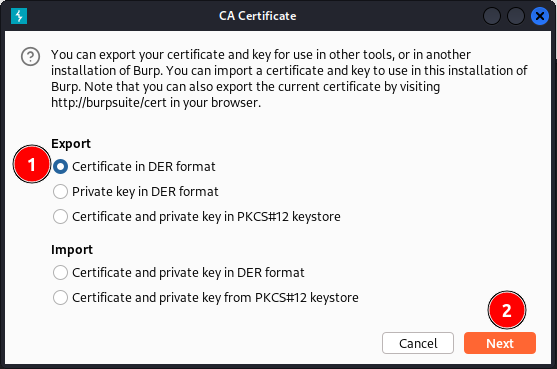 CA Certificate
You can export your certificate and key for use in other tools, or in another
installation of Burp. You can import a certificate and key to use in this installation of
Burp. Note that you can also export the current certificate by visiting
http://burpsuite/cert in your browser.
Export
1
Certificate in DER format
Private key in DER format
Certificate and private key in PKCS#12 keystore
Import
Certificate and private key in DER format
Certificate and private key from PKCS#12 keystore
2
Cancel
Next